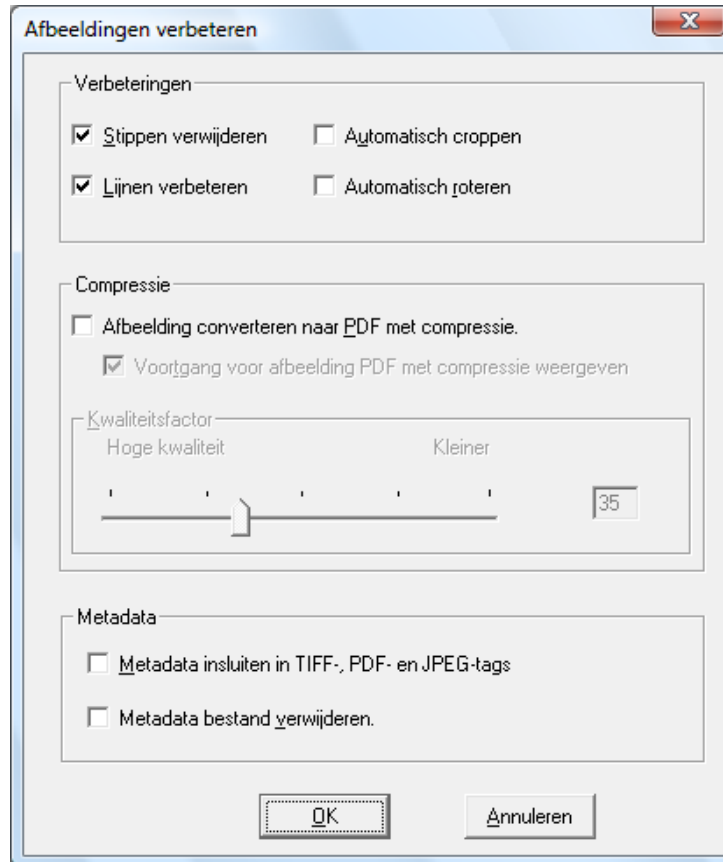 Afbeeldingen verbeteren
Verbeteringen
Stippen verwijderen
Automatisch croppen
Lijnen verbeteren
Automatisch roteren
Compressie
Afbeelding converteren naar PDF met compressie.
Voortgang voor afbeelding PDF met compressie weergeven
Kwaliteitsfactor
Hoge kwaliteit
Kleiner
35
Metadata
Metadata insluiten in TIFF-, PDF- en JPEG-tags
Metadata bestand verwijderen.
OK
Annuleren